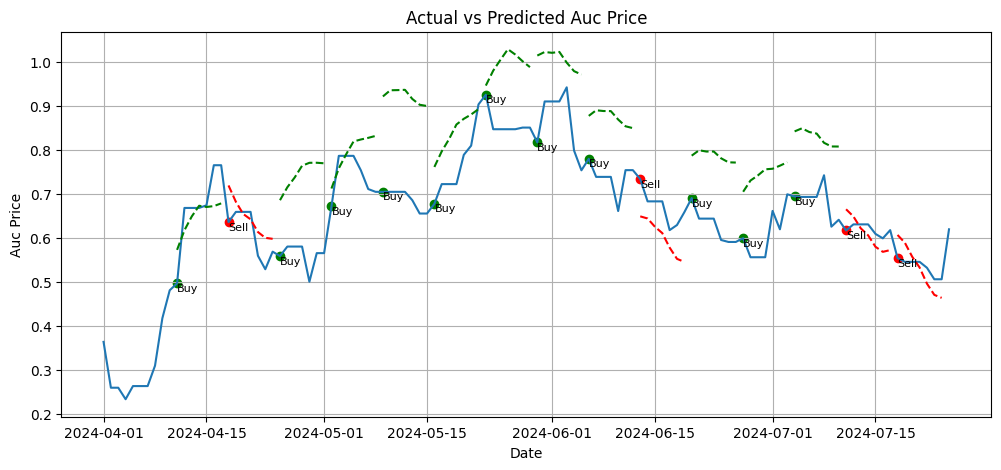 Actual vs Predicted Auc Price
Auc Price
1.0
0.9
0.8
0.7
0.6
0.5
0.4
0.3
0.2
Buy
Sell
Buy
Buy
Buy
Buy
Buy
Buy
Buy
Sell
Buy
Buy
Buy
Sell
Sell
2024-04-01 2024-04-15 2024-05-01 2024-05-15 2024-06-01 2024-06-15 2024-07-01 2024-07-15
Date